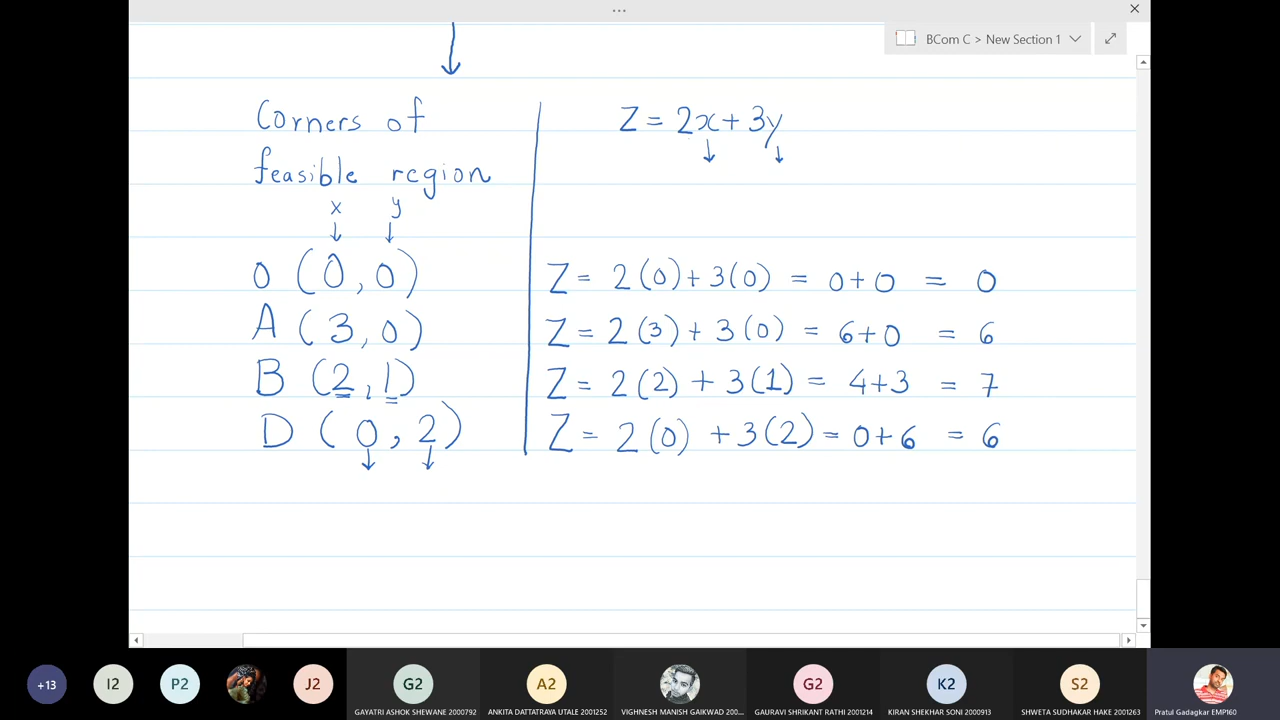 BCom C > New Section 1
Corners of
feasible region
x y
Z = 2x + 3y
O (0, 0) Z = 2(0) + 3(0) = 0 + 0 = 0
A (3, 0) Z = 2(3) + 3(0) = 6 + 0 = 6
B (2, 1) Z = 2(2) + 3(1) = 4 + 3 = 7
D (0, 2) Z = 2(0) + 3(2) = 0 + 6 = 6
+13 I2 P2 J2 G2 A2 G2 K2 S2
GAYATRI ASHOK SHEWANE 2000792 ANKITA DATTATRAYA UTALE 2001252 VIGHNESH MANISH GAIKWAD 200... GAURAVI SHRIKANT RATHI 2001214 KIRAN SHEKHAR SONI 2000913 SHWETA SUDHAKAR HAKE 2001263 Pratul Gadagkar EMP160